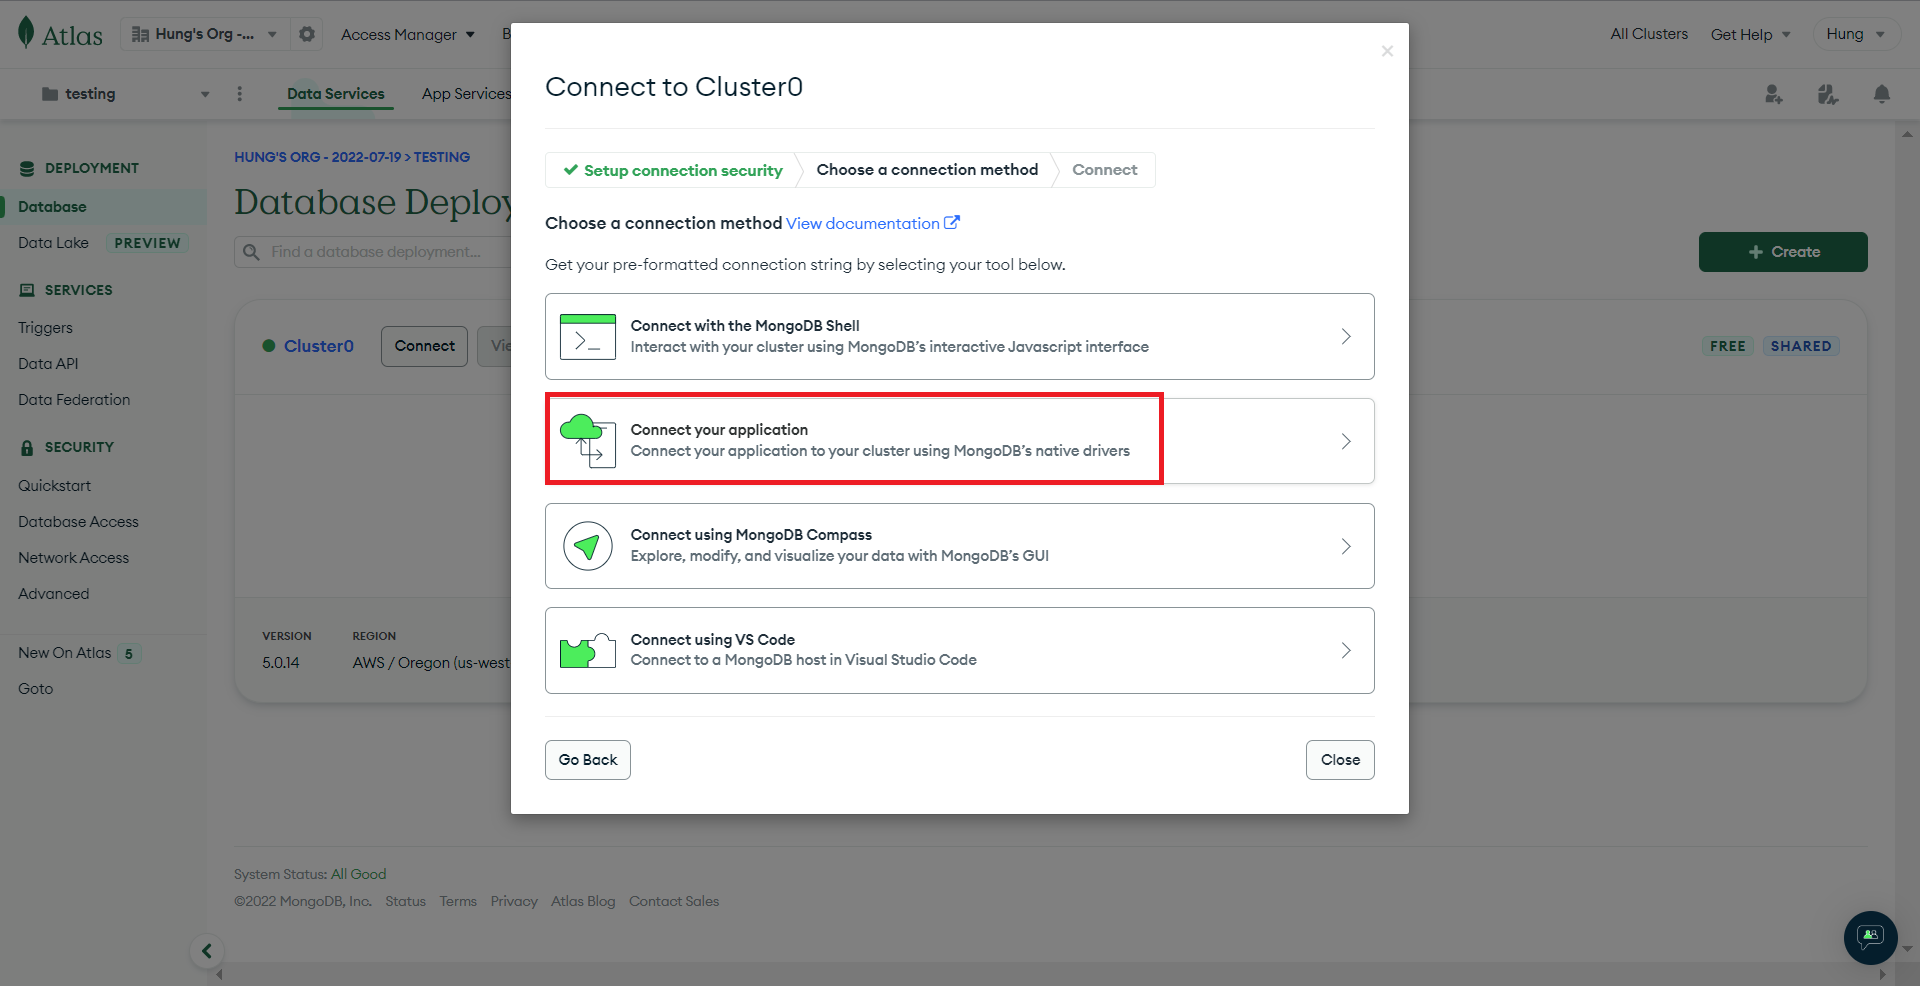 Atlas
Hung's Org -...
Access Manager
All Clusters
Get Help
Hung
testing
Data Services
App Services
DEPLOYMENT
Database
Data Lake PREVIEW
SERVICES
Triggers
Data API
Data Federation
SECURITY
Quickstart
Database Access
Network Access
Advanced
New On Atlas 5
Goto
HUNG'S ORG - 2022-07-19 > TESTING
Database Deploy
Find a database deployment...
+ Create
Cluster0
Connect
Vie
FREE
SHARED
VERSION
5.0.14
REGION
AWS / Oregon (us-west
Connect to Cluster0
Setup connection security
Choose a connection method
Connect
Choose a connection method View documentation
Get your pre-formatted connection string by selecting your tool below.
Connect with the MongoDB Shell
Interact with your cluster using MongoDB's interactive Javascript interface
Connect your application
Connect your application to your cluster using MongoDB's native drivers
Connect using MongoDB Compass
Explore, modify, and visualize your data with MongoDB's GUI
Connect using VS Code
Connect to a MongoDB host in Visual Studio Code
Go Back
Close
System Status: All Good
©2022 MongoDB, Inc. Status Terms Privacy Atlas Blog Contact Sales